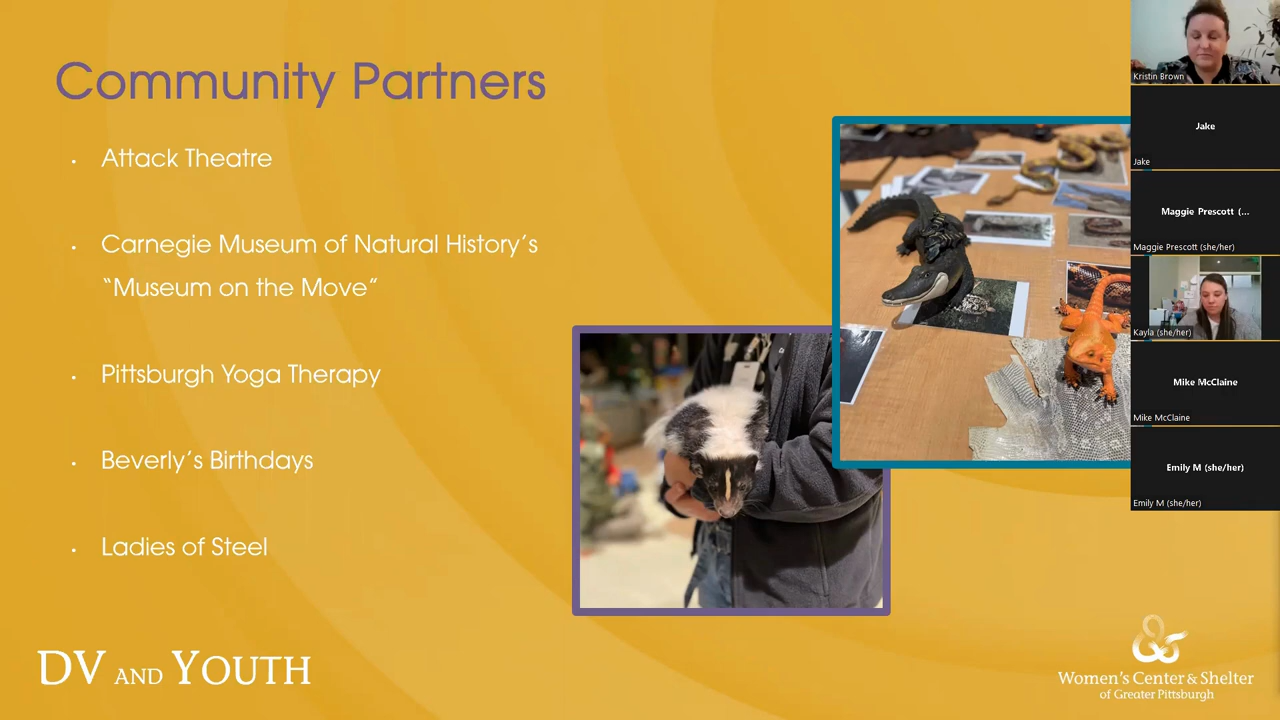 Community Partners
· Attack Theatre
· Carnegie Museum of Natural History’s
“Museum on the Move”
· Pittsburgh Yoga Therapy
· Beverly’s Birthdays
· Ladies of Steel
DV AND YOUTH
Women’s Center & Shelter
of Greater Pittsburgh
Kristin Brown
Jake
Jake
Maggie Prescott (...
Maggie Prescott (she/her)
Kayla (she/her)
Mike McClaine
Mike McClaine
Emily M (she/her)
Emily M (she/her)